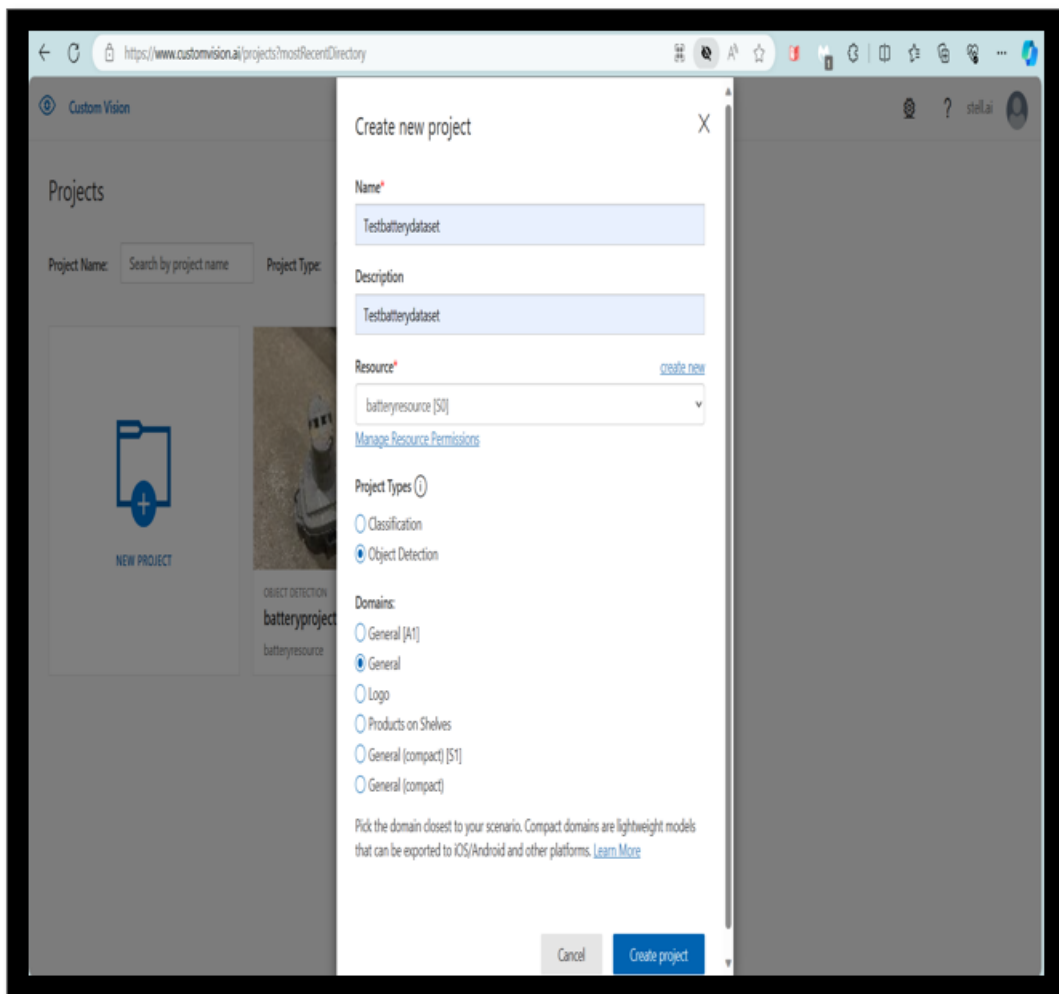 https://www.customvision.ai/projects?mostRecentDirectory
1
Custom Vision
? stell.ai
Projects
Project Name: Search by project name Project Type:
NEW PROJECT
OBJECT DETECTION
batteryproject
batteryresource
Create new project
Name*
Testbatterydataset
Description
Testbatterydataset
Resource* create new
batteryresource [S0]
Manage Resource Permissions
Project Types
Classification
Object Detection
Domains:
General [A1]
General
Logo
Products on Shelves
General (compact) [S1]
General (compact)
Pick the domain closest to your scenario. Compact domains are lightweight models
that can be exported to iOS/Android and other platforms. Learn More
Cancel Create project